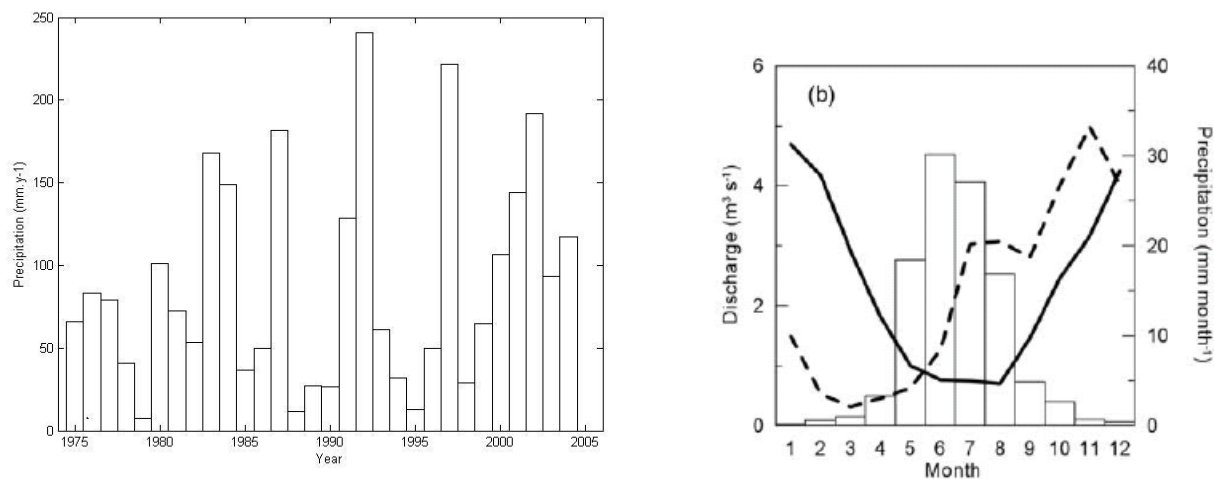 250
200
150
100
50
0
Precipitation (mm.y-1)
1975 1980 1985 1990 1995 2000 2005
Year
(b)
6
4
2
0
Discharge (m³ s⁻¹)
40
30
20
10
0
Precipitation (mm month⁻¹)
1 2 3 4 5 6 7 8 9 10 11 12
Month